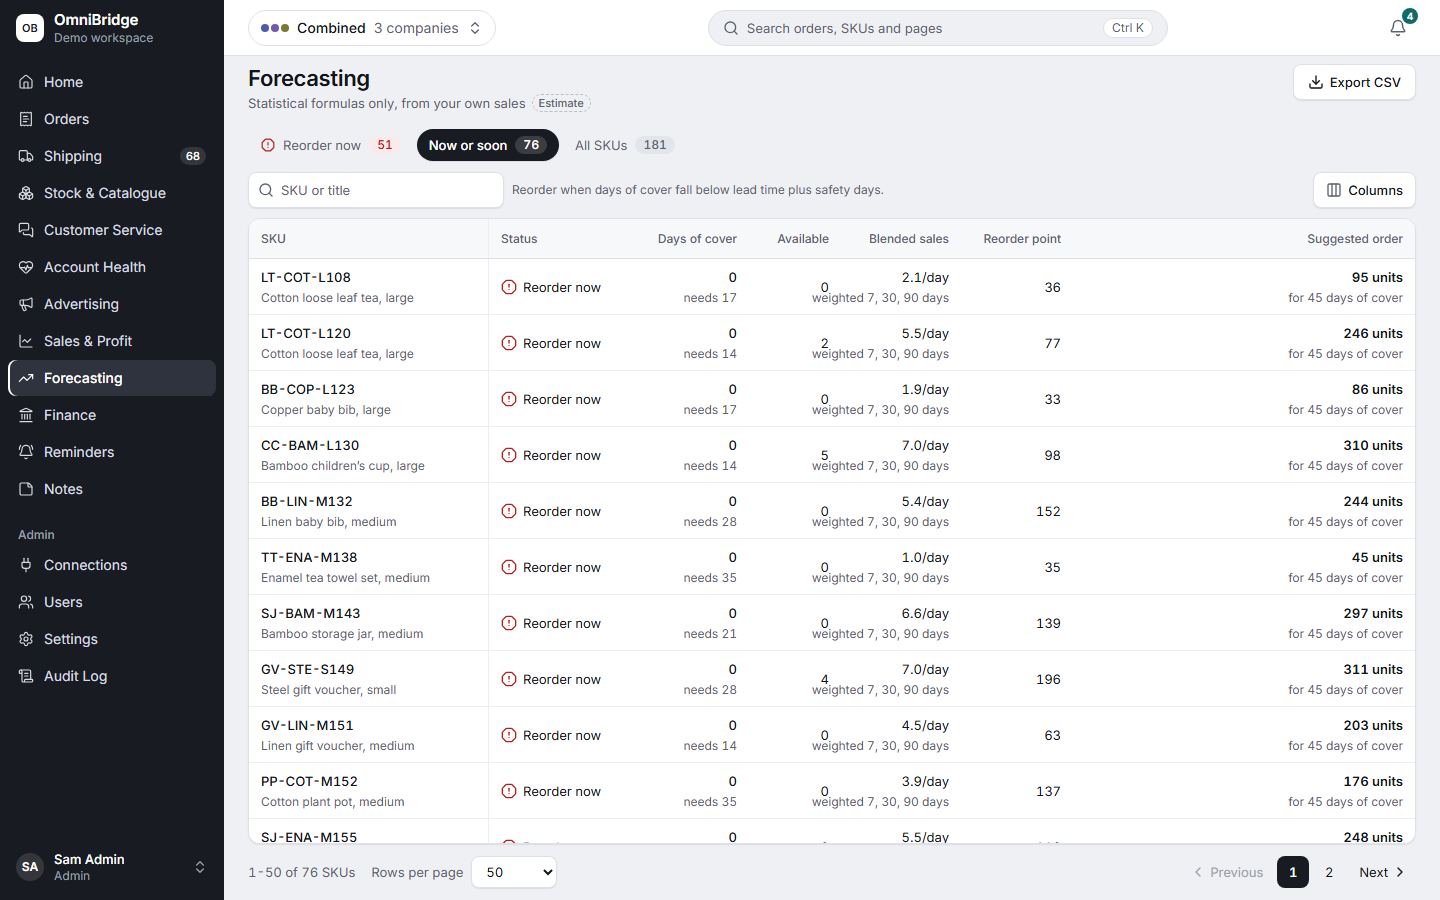 OB
OmniBridge
Demo workspace
Home
Orders
Shipping 68
Stock & Catalogue
Customer Service
Account Health
Advertising
Sales & Profit
Forecasting
Finance
Reminders
Notes
Admin
Connections
Users
Settings
Audit Log
SA
Sam Admin
Admin
Combined 3 companies
Search orders, SKUs and pages Ctrl K
4
Forecasting
Statistical formulas only, from your own sales Estimate
Export CSV
Reorder now 51 Now or soon 76 All SKUs 181
SKU or title
Reorder when days of cover fall below lead time plus safety days.
Columns
SKU Status Days of cover Available Blended sales Reorder point Suggested order
LT-COT-L108 Reorder now 0 0 2.1/day 36 95 units
Cotton loose leaf tea, large needs 17 weighted 7, 30, 90 days for 45 days of cover
LT-COT-L120 Reorder now 0 2 5.5/day 77 246 units
Cotton loose leaf tea, large needs 14 weighted 7, 30, 90 days for 45 days of cover
BB-COP-L123 Reorder now 0 0 1.9/day 33 86 units
Copper baby bib, large needs 17 weighted 7, 30, 90 days for 45 days of cover
CC-BAM-L130 Reorder now 0 5 7.0/day 98 310 units
Bamboo children's cup, large needs 14 weighted 7, 30, 90 days for 45 days of cover
BB-LIN-M132 Reorder now 0 0 5.4/day 152 244 units
Linen baby bib, medium needs 28 weighted 7, 30, 90 days for 45 days of cover
TT-ENA-M138 Reorder now 0 0 1.0/day 35 45 units
Enamel tea towel set, medium needs 35 weighted 7, 30, 90 days for 45 days of cover
SJ-BAM-M143 Reorder now 0 0 6.6/day 139 297 units
Bamboo storage jar, medium needs 21 weighted 7, 30, 90 days for 45 days of cover
GV-STE-S149 Reorder now 0 4 7.0/day 196 311 units
Steel gift voucher, small needs 28 weighted 7, 30, 90 days for 45 days of cover
GV-LIN-M151 Reorder now 0 0 4.5/day 63 203 units
Linen gift voucher, medium needs 14 weighted 7, 30, 90 days for 45 days of cover
PP-COT-M152 Reorder now 0 0 3.9/day 137 176 units
Cotton plant pot, medium needs 35 weighted 7, 30, 90 days for 45 days of cover
SJ-ENA-M155 0 5.5/day 248 units
1-50 of 76 SKUs Rows per page 50
Previous 1 2 Next